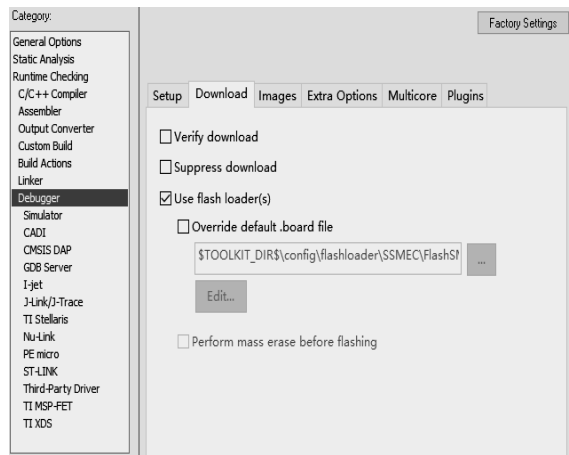 Category:
Factory Settings
General Options
Static Analysis
Runtime Checking
C/C++ Compiler
Assembler
Output Converter
Custom Build
Build Actions
Linker
Debugger
Simulator
CADI
CMSIS DAP
GDB Server
I-jet
J-Link/J-Trace
TI Stellaris
Nu-Link
PE micro
ST-LINK
Third-Party Driver
TI MSP-FET
TI XDS
Setup Download Images Extra Options Multicore Plugins
Verify download
Suppress download
Use flash loader(s)
Override default .board file
$TOOLKIT_DIR$\config\flashloader\SSMEC\FlashSM
...
Edit...
Perform mass erase before flashing